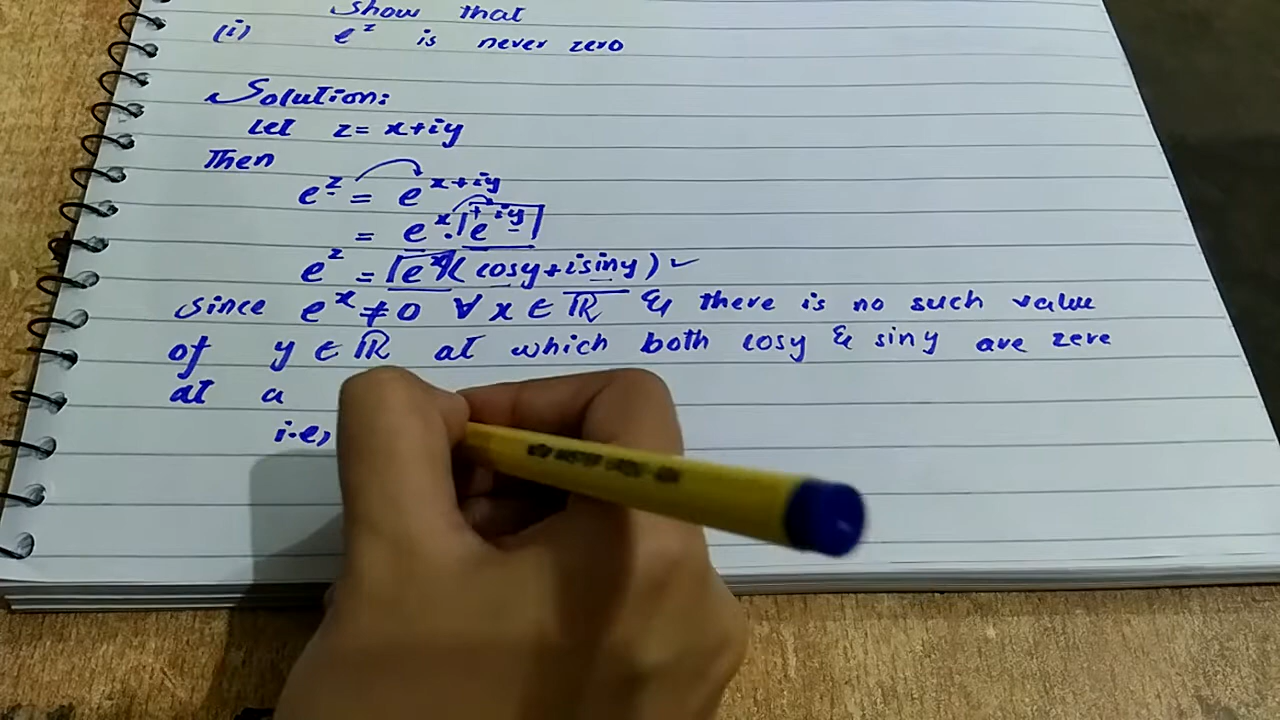 Show that
(i) e^z is never zero
Solution:
Let z = x+iy
Then
e^z = e^x+iy
= e^x . e^iy
e^z = e^x (cosy+isiny) ✓
Since e^x ≠ 0 ∀ x ∈ ℝ & there is no such value
of y ∈ ℝ at which both cosy & siny are zero
at a
i.e,